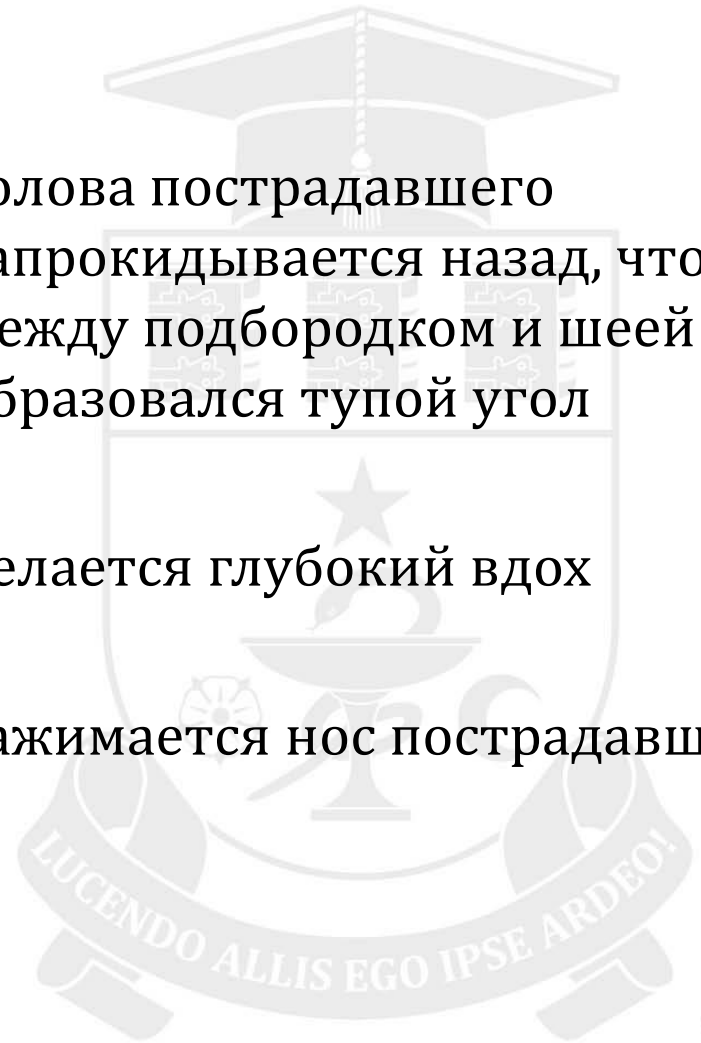 олова пострадавшего
апрокидывается назад, что
ежду подбородком и шеей
бразовался тупой угол
елается глубокий вдох
ажимается нос пострадавш
LUCENDO ALLIS EGO IPSE ARDEO!